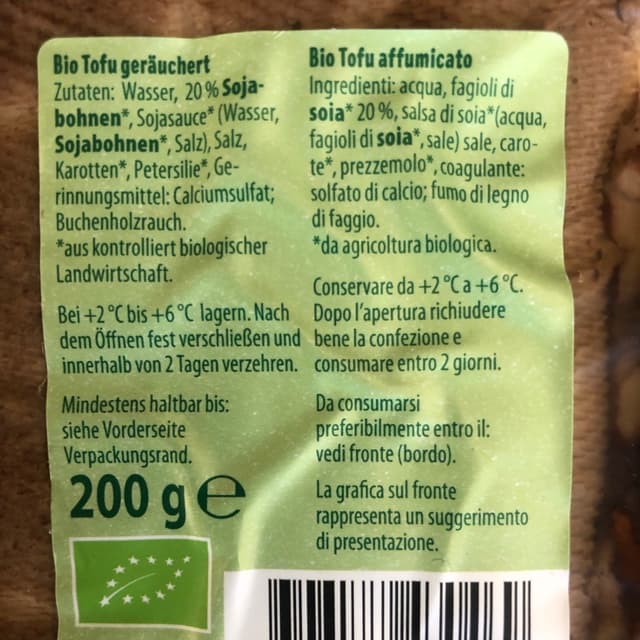 Bio Tofu geräuchert
Zutaten: Wasser, 20 % Soja-
bohnen*, Sojasauce* (Wasser,
Sojabohnen*, Salz), Salz,
Karotten*, Petersilie*, Ge-
rinnungsmittel: Calciumsulfat;
Buchenholzrauch.
*aus kontrolliert biologischer
Landwirtschaft.
Bei +2 °C bis +6 °C lagern. Nach
dem Öffnen fest verschließen und
innerhalb von 2 Tagen verzehren.
Mindestens haltbar bis:
siehe Vorderseite
Verpackungsrand.
200 g e
Bio Tofu affumicato
Ingredienti: acqua, fagioli di
soia* 20 %, salsa di soia* (acqua,
fagioli di soia*, sale) sale, caro-
te*, prezzemolo*, coagulante:
solfato di calcio; fumo di legno
di faggio.
*da agricoltura biologica.
Conservare da +2 °C a +6 °C.
Dopo l'apertura richiudere
bene la confezione e
consumare entro 2 giorni.
Da consumarsi
preferibilmente entro il:
vedi fronte (bordo).
La grafica sul fronte
rappresenta un suggerimento
di presentazione.